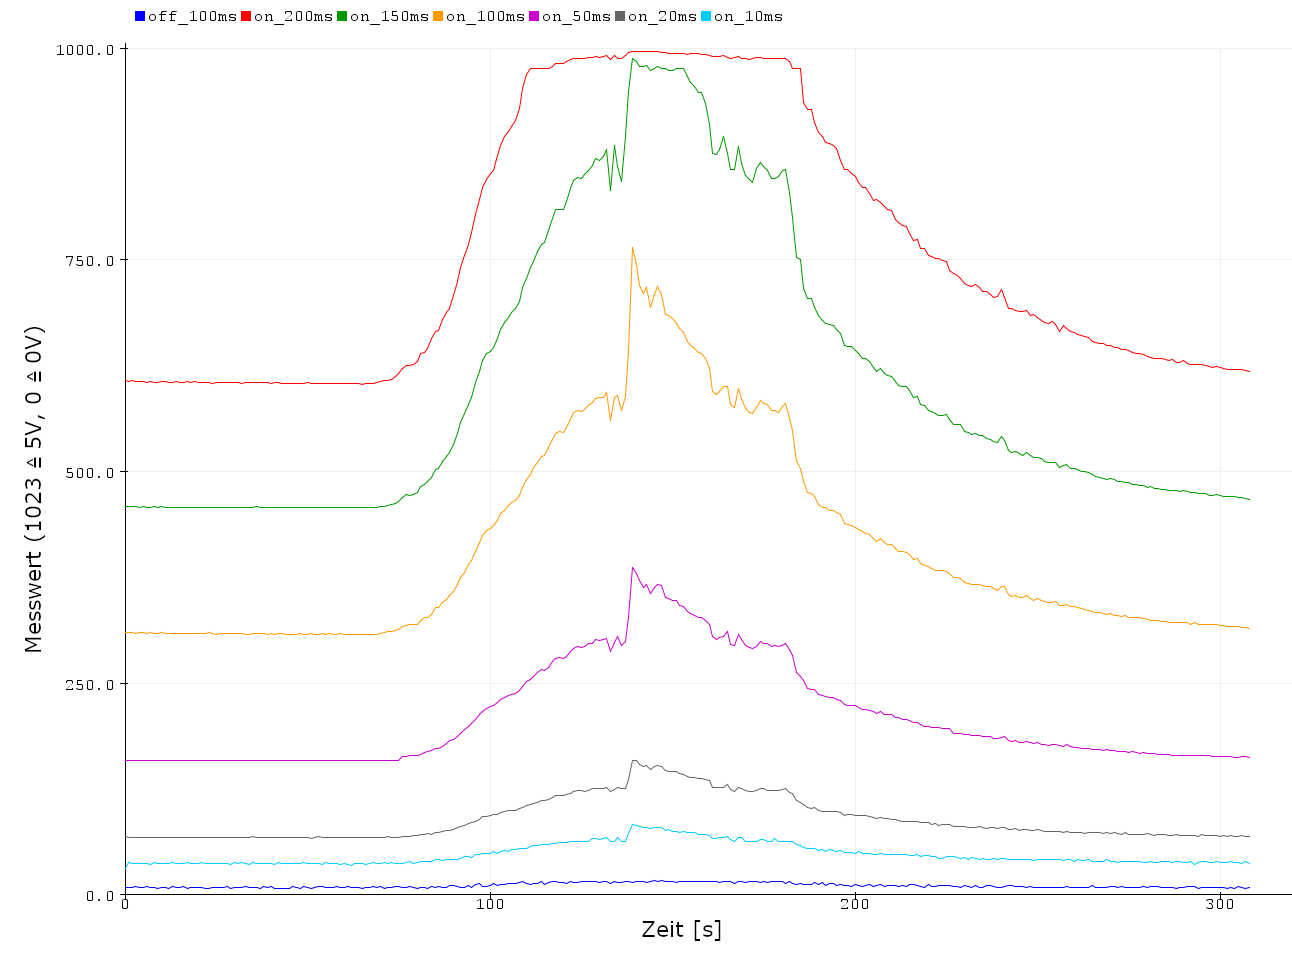 off_100ms on_200ms on_150ms on_100ms on_50ms on_20ms on_10ms
1000.0
750.0
500.0
250.0
0.0
0 100 200 300
Zeit [s]
Messwert (1023 ≙ 5V, 0 ≙ 0V)